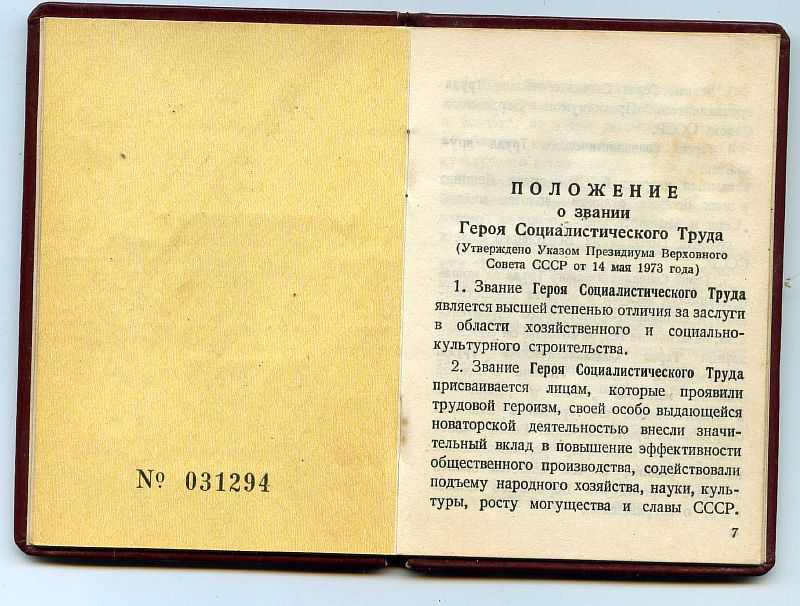 № 031294
ПОЛОЖЕНИЕ
о звании
Героя Социалистического Труда
(Утверждено Указом Президиума Верховного
Совета СССР от 14 мая 1973 года)
1. Звание Героя Социалистического Труда
является высшей степенью отличия за заслуги
в области хозяйственного и социально-
культурного строительства.
2. Звание Героя Социалистического Труда
присваивается лицам, которые проявили
трудовой героизм, своей особо выдающейся
новаторской деятельностью внесли значи-
тельный вклад в повышение эффективности
общественного производства, содействовали
подъему народного хозяйства, науки, куль-
туры, росту могущества и славы СССР.
7